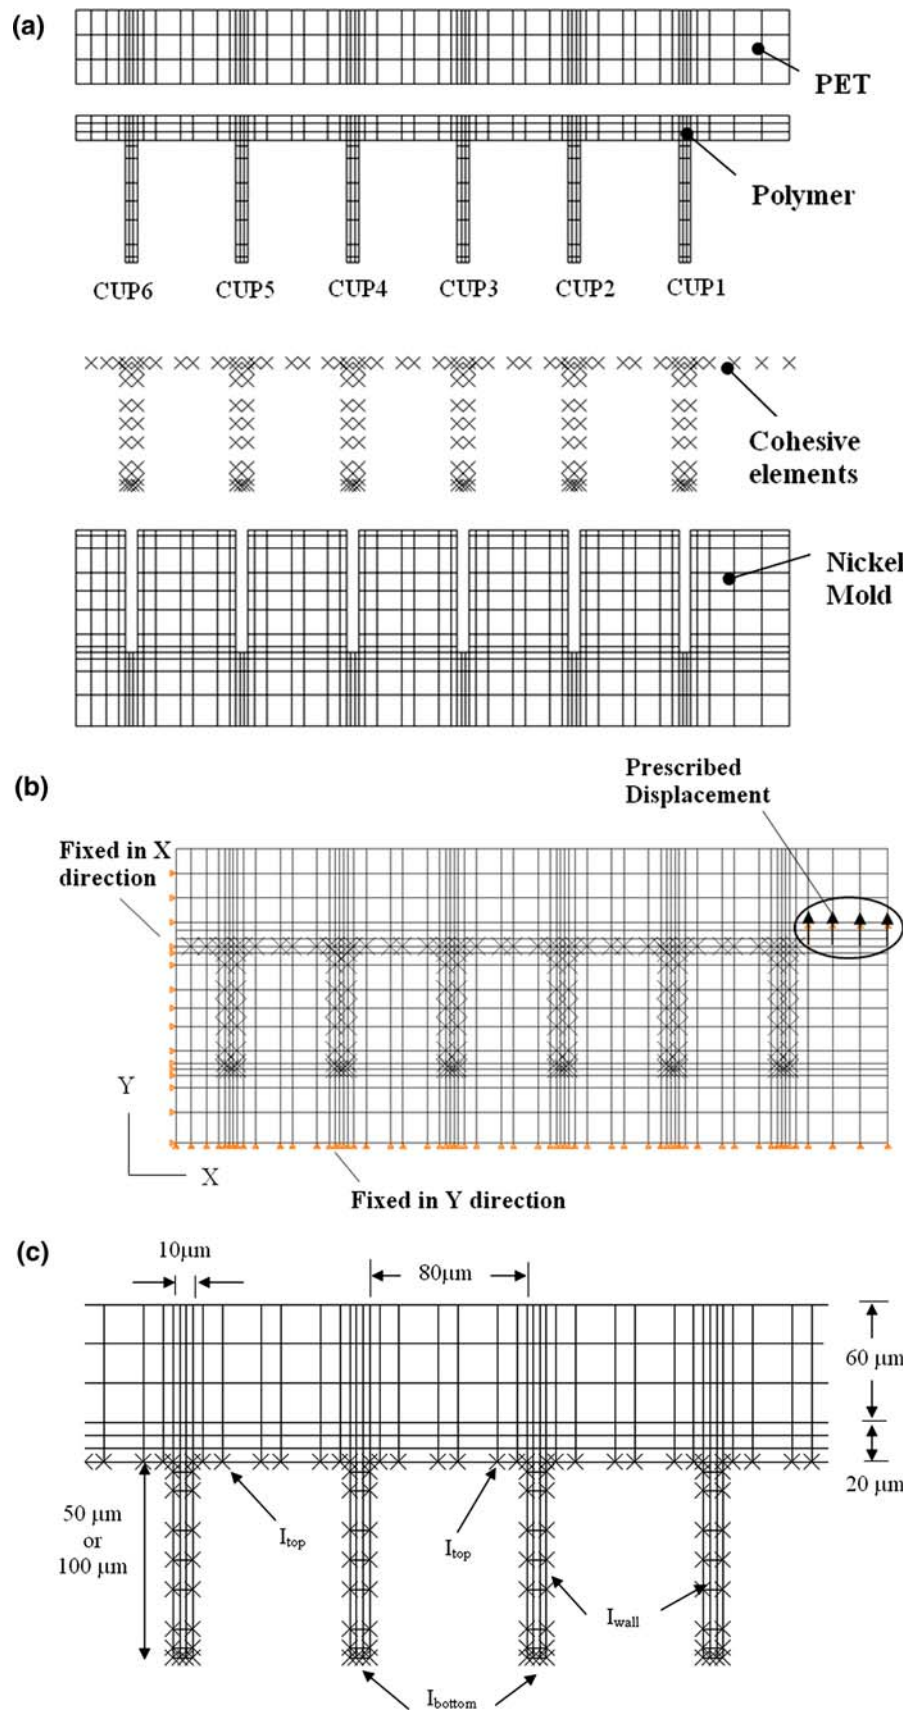 (a)
PET
Polymer
CUP6 CUP5 CUP4 CUP3 CUP2 CUP1
Cohesive
elements
Nickel
Mold
(b)
Prescribed
Displacement
Fixed in X
direction
Y
X
Fixed in Y direction
(c)
10μm
80μm
60 μm
20 μm
50 μm
or
100 μm
Itop
Itop
Iwall
Ibottom